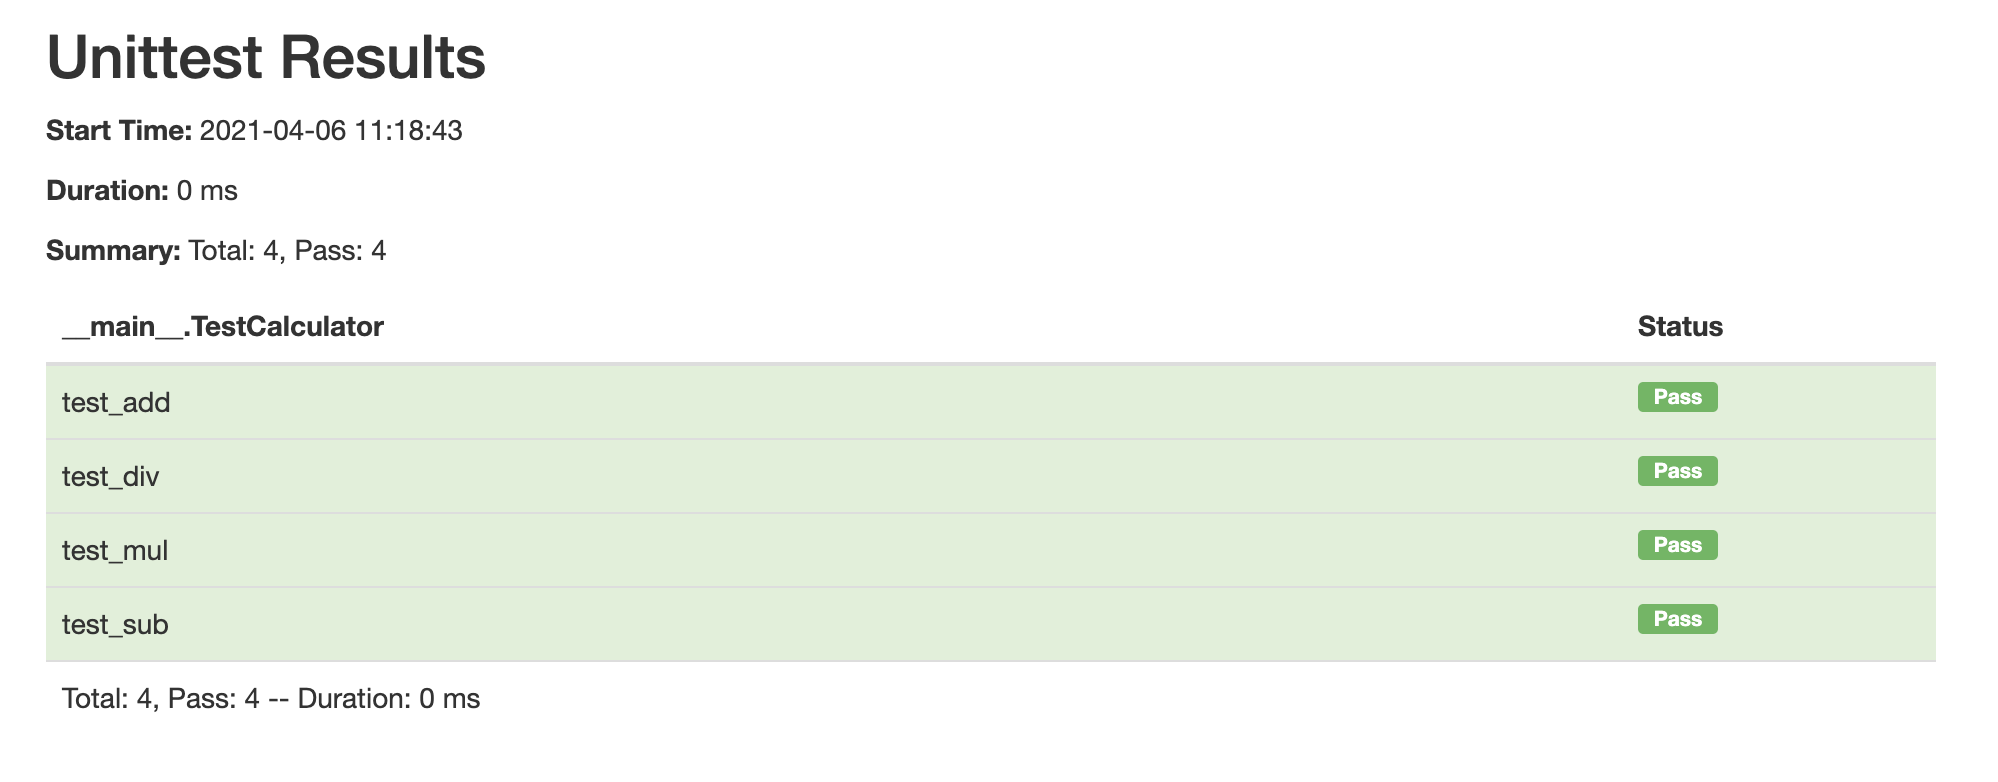 Unittest Results
Start Time: 2021-04-06 11:18:43
Duration: 0 ms
Summary: Total: 4, Pass: 4
__main__.TestCalculator Status
test_add Pass
test_div Pass
test_mul Pass
test_sub Pass
Total: 4, Pass: 4 -- Duration: 0 ms